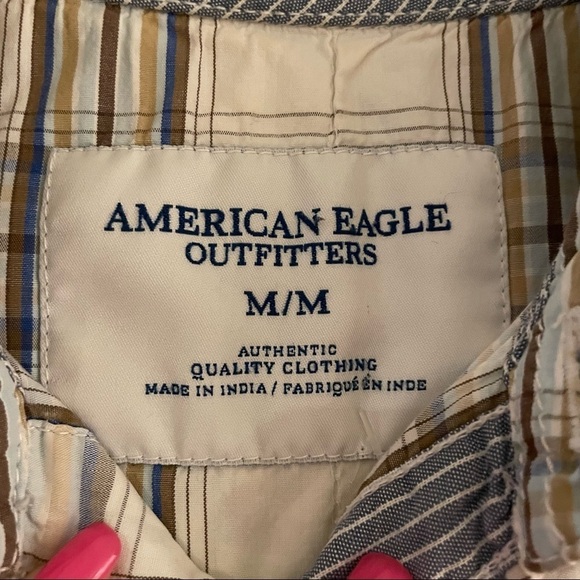 AMERICAN EAGLE
OUTFITTERS
M/M
AUTHENTIC
QUALITY CLOTHING
MADE IN INDIA / FABRIQUÉ EN INDE